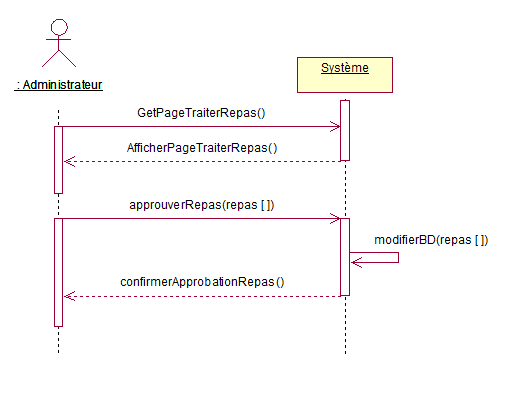 Système
: Administrateur
GetPageTraiterRepas()
AfficherPageTraiterRepas()
approuverRepas(repas [ ])
modifierBD(repas [ ])
confirmerApprobationRepas()